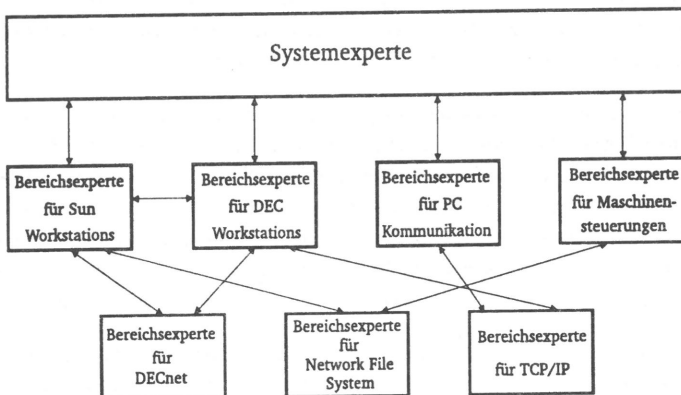 Systemexperte
Bereichsexperte
für Sun
Workstations
Bereichsexperte
für DEC
Workstations
Bereichsexperte
für PC
Kommunikation
Bereichsexperte
für Maschinen-
steuerungen
Bereichsexperte
für
DECnet
Bereichsexperte
für
Network File
System
Bereichsexperte
für TCP/IP